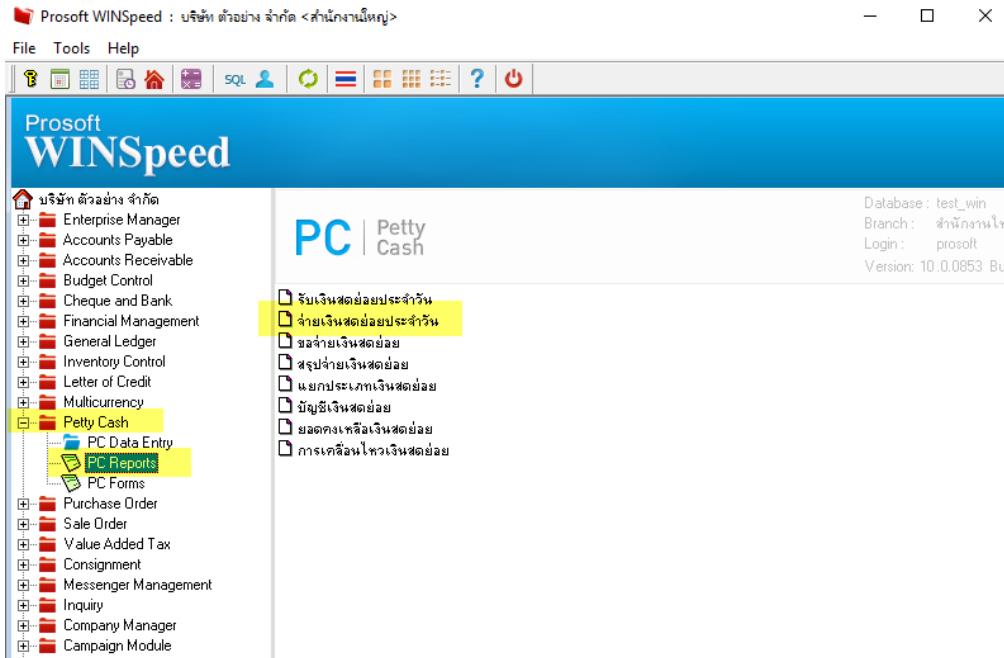 Prosoft WINSpeed : บริษัท ตัวอย่าง จำกัด <สำนักงานใหญ่>
File Tools Help
SQL
Prosoft
WINSpeed
บริษัท ตัวอย่าง จำกัด
Enterprise Manager
Accounts Payable
Accounts Receivable
Budget Control
Cheque and Bank
Financial Management
General Ledger
Inventory Control
Letter of Credit
Multicurrency
Petty Cash
PC Data Entry
PC Reports
PC Forms
Purchase Order
Sale Order
Value Added Tax
Consignment
Messenger Management
Inquiry
Company Manager
Campaign Module
PC | Petty Cash
Database : test_win
Branch : สำนักงานให
Login : prosoft
Version: 10.0.0853 Bu
รับเงินสดย่อยประจำวัน
จ่ายเงินสดย่อยประจำวัน
ขอจ่ายเงินสดย่อย
สรุปจ่ายเงินสดย่อย
แยกประเภทเงินสดย่อย
บัญชีเงินสดย่อย
ยอดคงเหลือเงินสดย่อย
การเคลื่อนไหวเงินสดย่อย